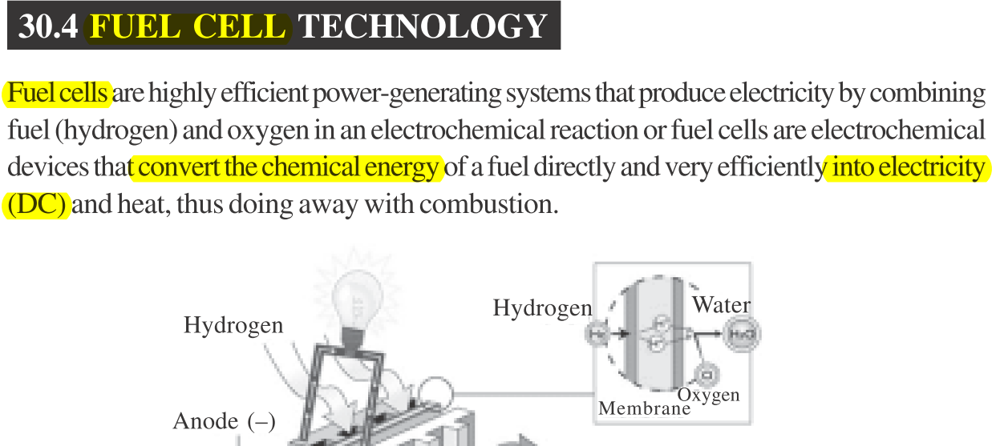 30.4 FUEL CELL TECHNOLOGY
Fuel cells are highly efficient power-generating systems that produce electricity by combining
fuel (hydrogen) and oxygen in an electrochemical reaction or fuel cells are electrochemical
devices that convert the chemical energy of a fuel directly and very efficiently into electricity
(DC) and heat, thus doing away with combustion.
Hydrogen
Water
Hydrogen
H₂O
Oxygen
Membrane
Anode (–)